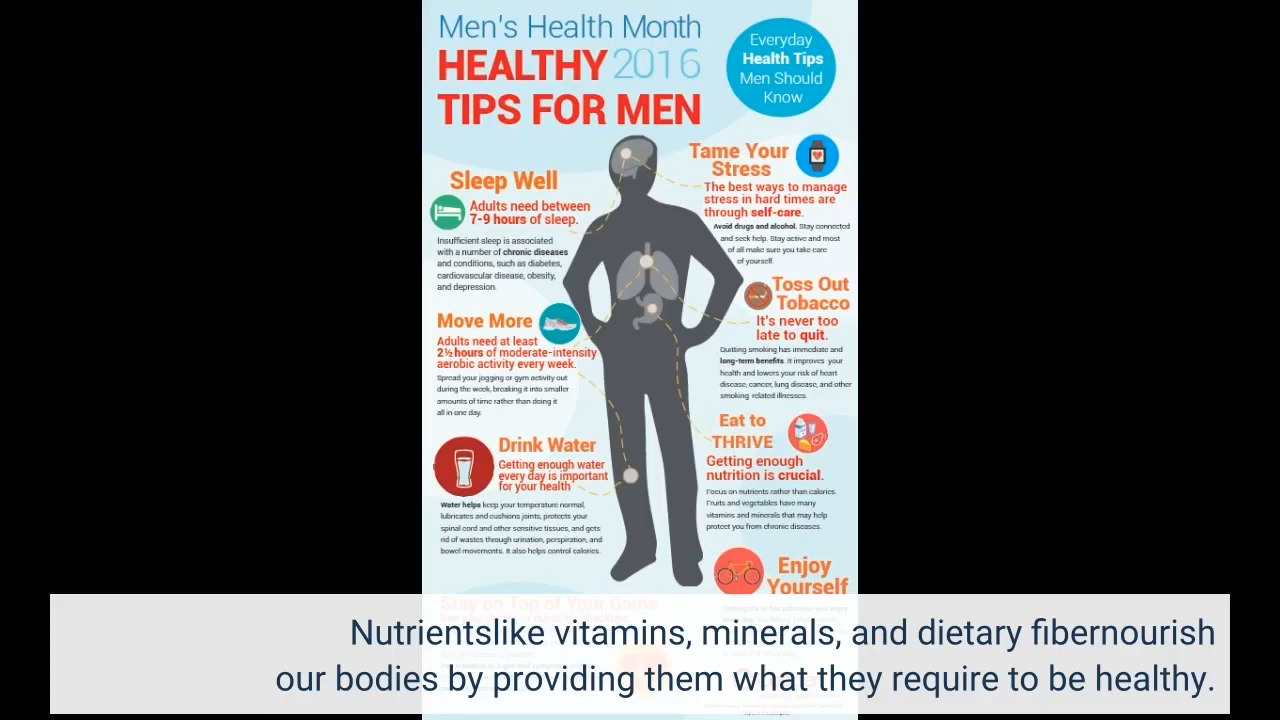 Men's Health Month
HEALTHY 2016
TIPS FOR MEN
Everyday
Health Tips
Men Should
Know
Sleep Well
Adults need between
7-9 hours of sleep.
Insufficient sleep is associated
with a number of chronic diseases
and conditions, such as diabetes,
cardiovascular disease, obesity,
and depression.
Tame Your
Stress
The best ways to manage
stress in hard times are
through self-care.
Avoid drugs and alcohol. Stay connected
and seek help. Stay active and most
of all make sure you take care
of yourself.
Move More
Adults need at least
2½ hours of moderate-intensity
aerobic activity every week.
Spread your jogging or gym activity out
during the week, breaking it into smaller
amounts of time rather than doing it
all in one day.
Toss Out
Tobacco
It's never too
late to quit.
Quitting smoking has immediate and
long-term benefits. It improves your
health and lowers your risk of heart
disease, cancer, lung disease, and other
smoking related illnesses.
Drink Water
Getting enough water
every day is important
for your health
Water helps keep your temperature normal,
lubricates and cushions joints, protects your
spinal cord and other sensitive tissues, and gets
rid of wastes through urination, perspiration, and
bowel movements. It also helps control calories.
Eat to
THRIVE
Getting enough
nutrition is crucial.
Focus on nutrients rather than calories.
Fruits and vegetables have many
vitamins and minerals that may help
protect you from chronic diseases.
Enjoy
Yourself
Stay on Top of Your Game
Nutrientslike vitamins, minerals, and dietary fibernourish
our bodies by providing them what they require to be healthy.